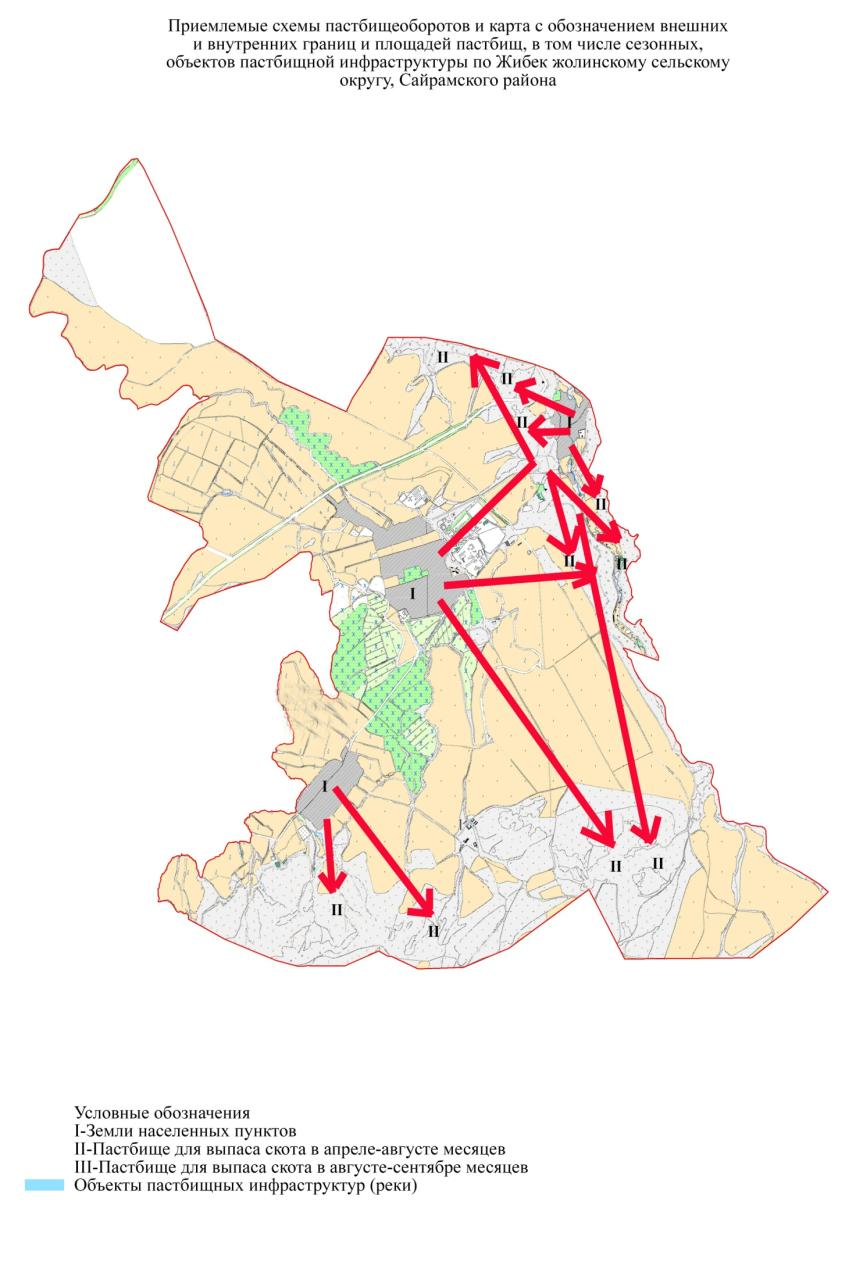 Приемлемые схемы пастбищеоборотов и карта с обозначением внешних
и внутренних границ и площадей пастбищ, в том числе сезонных,
объектов пастбищной инфраструктуры по Жибек жолинскому сельскому
округу, Сайрамского района
II
II
II
I
II
II
II
I
I
II
II
II
II
Условные обозначения
I-Земли населенных пунктов
II-Пастбище для выпаса скота в апреле-августе месяцев
III-Пастбище для выпаса скота в августе-сентябре месяцев
Объекты пастбищных инфраструктур (реки)